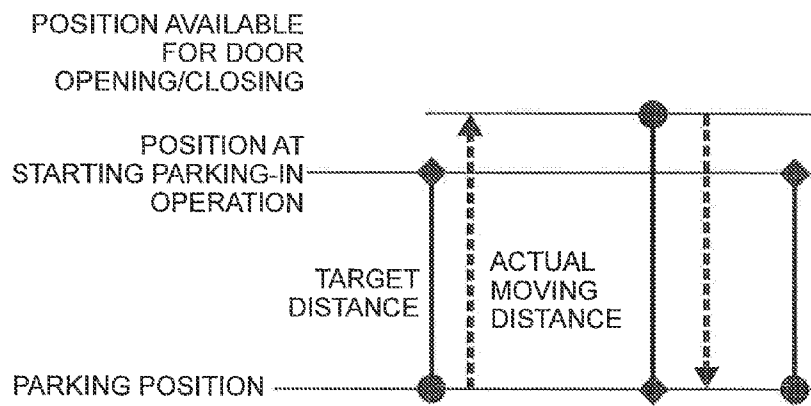 POSITION AVAILABLE
FOR DOOR
OPENING/CLOSING
POSITION AT
STARTING PARKING-IN
OPERATION
TARGET
DISTANCE
ACTUAL
MOVING
DISTANCE
PARKING POSITION